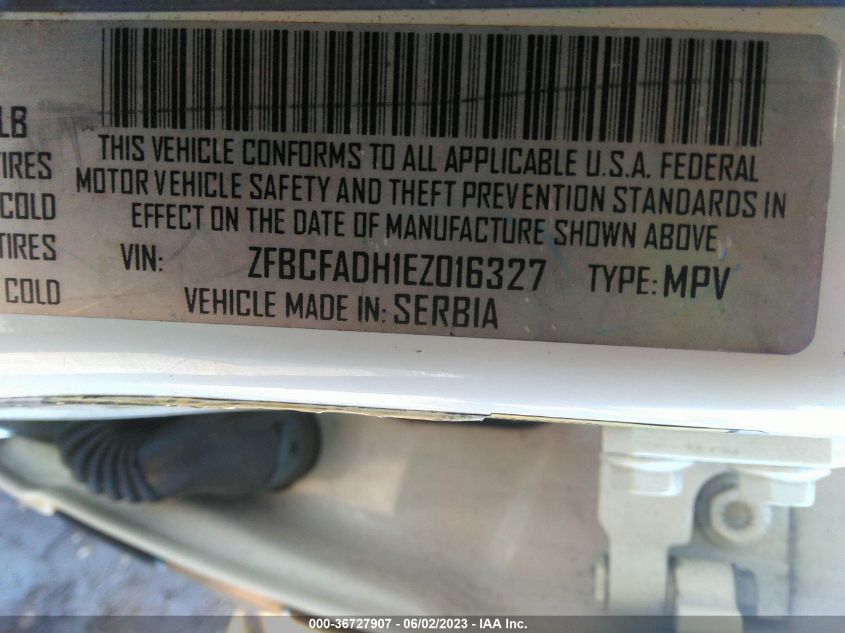 LB
TIRES
COLD
TIRES
COLD
THIS VEHICLE CONFORMS TO ALL APPLICABLE U.S.A. FEDERAL
MOTOR VEHICLE SAFETY AND THEFT PREVENTION STANDARDS IN
EFFECT ON THE DATE OF MANUFACTURE SHOWN ABOVE
VIN: ZFBCFADH1EZ016327 TYPE: MPV
VEHICLE MADE IN: SERBIA
000-36727907 - 06/02/2023 - IAA Inc.